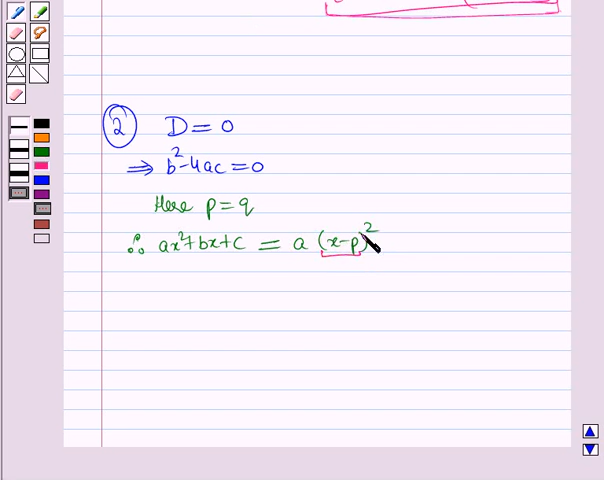 ② D = 0
⇒ b²-4ac = 0
Here p = q
∴ ax²+bx+c = a (x-p)²